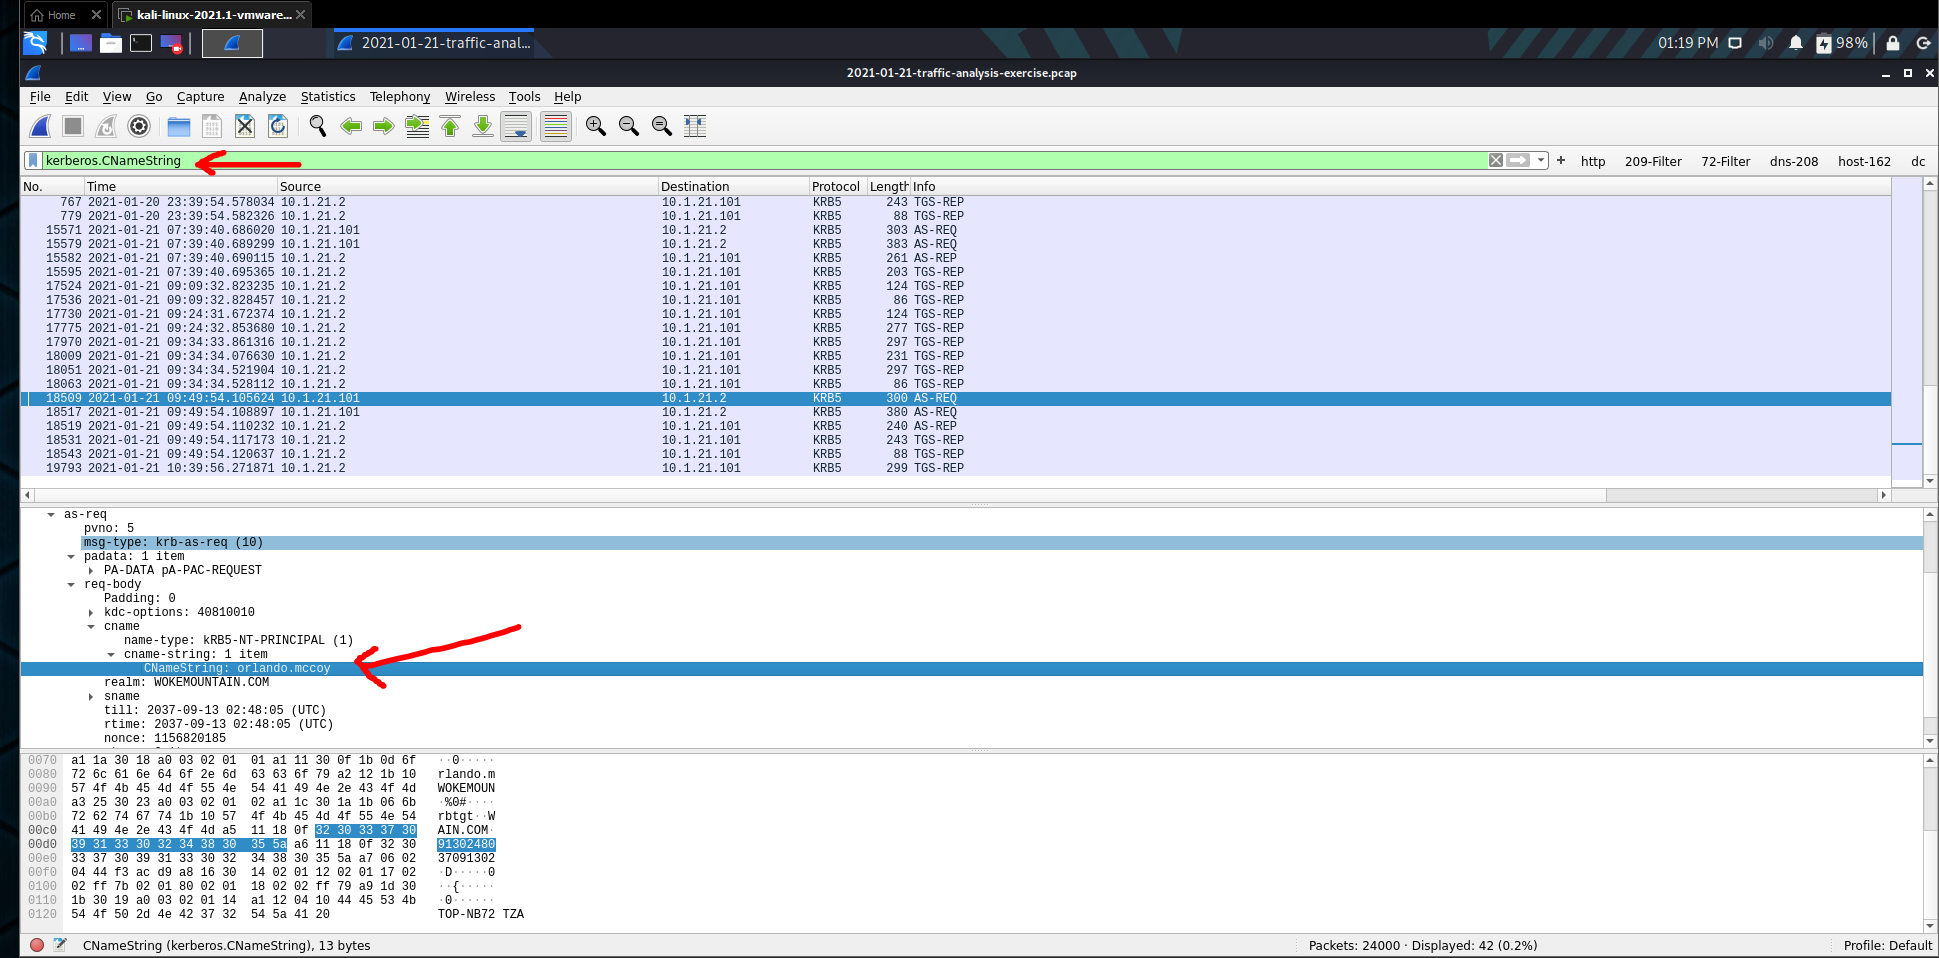 Home
kali-linux-2021.1-vmware...
2021-01-21-traffic-anal...
01:19 PM
98%
2021-01-21-traffic-analysis-exercise.pcap
File Edit View Go Capture Analyze Statistics Telephony Wireless Tools Help
kerberos.CNameString
+ http 209-Filter 72-Filter dns-208 host-162 dc
No. Time Source Destination Protocol Length Info
767 2021-01-20 23:39:54.578034 10.1.21.2 10.1.21.101 KRB5 243 TGS-REP
779 2021-01-20 23:39:54.582326 10.1.21.2 10.1.21.101 KRB5 88 TGS-REP
15571 2021-01-21 07:39:40.686020 10.1.21.101 10.1.21.2 KRB5 303 AS-REQ
15579 2021-01-21 07:39:40.689299 10.1.21.101 10.1.21.2 KRB5 383 AS-REQ
15582 2021-01-21 07:39:40.690115 10.1.21.2 10.1.21.101 KRB5 261 AS-REP
15595 2021-01-21 07:39:40.695365 10.1.21.2 10.1.21.101 KRB5 203 TGS-REP
17524 2021-01-21 09:09:32.823235 10.1.21.2 10.1.21.101 KRB5 124 TGS-REP
17536 2021-01-21 09:09:32.828457 10.1.21.2 10.1.21.101 KRB5 86 TGS-REP
17730 2021-01-21 09:24:31.672374 10.1.21.2 10.1.21.101 KRB5 124 TGS-REP
17775 2021-01-21 09:24:32.853680 10.1.21.2 10.1.21.101 KRB5 277 TGS-REP
17970 2021-01-21 09:34:33.861316 10.1.21.2 10.1.21.101 KRB5 297 TGS-REP
18009 2021-01-21 09:34:34.076630 10.1.21.2 10.1.21.101 KRB5 231 TGS-REP
18051 2021-01-21 09:34:34.521904 10.1.21.2 10.1.21.101 KRB5 297 TGS-REP
18063 2021-01-21 09:34:34.528112 10.1.21.2 10.1.21.101 KRB5 86 TGS-REP
18509 2021-01-21 09:49:54.105624 10.1.21.101 10.1.21.2 KRB5 300 AS-REQ
18517 2021-01-21 09:49:54.108897 10.1.21.101 10.1.21.2 KRB5 380 AS-REQ
18519 2021-01-21 09:49:54.110232 10.1.21.2 10.1.21.101 KRB5 240 AS-REP
18531 2021-01-21 09:49:54.117173 10.1.21.2 10.1.21.101 KRB5 243 TGS-REP
18543 2021-01-21 09:49:54.120637 10.1.21.2 10.1.21.101 KRB5 88 TGS-REP
19793 2021-01-21 10:39:56.271871 10.1.21.2 10.1.21.101 KRB5 299 TGS-REP
as-req
pvno: 5
msg-type: krb-as-req (10)
padata: 1 item
PA-DATA pA-PAC-REQUEST
req-body
Padding: 0
kdc-options: 40810010
cname
name-type: kRB5-NT-PRINCIPAL (1)
cname-string: 1 item
CNameString: orlando.mccoy
realm: WOKEMOUNTAIN.COM
sname
till: 2037-09-13 02:48:05 (UTC)
rtime: 2037-09-13 02:48:05 (UTC)
nonce: 1156820185
0070 a1 1a 30 18 a0 03 02 01 01 a1 11 30 0f 1b 0d 6f ··0·····
0080 72 6c 61 6e 64 6f 2e 6d 63 63 6f 79 a2 12 1b 10 rlando.m
0090 57 4f 4b 45 4d 4f 55 4e 54 41 49 4e 2e 43 4f 4d WOKEMOUN
00a0 a3 25 30 23 a0 03 02 01 02 a1 1c 30 1a 1b 06 6b ·%0#····
00b0 72 62 74 67 74 1b 10 57 4f 4b 45 4d 4f 55 4e 54 rbtgt··W
00c0 41 49 4e 2e 43 4f 4d a5 11 18 0f 32 30 33 37 30 AIN.COM·
00d0 39 31 33 30 32 34 38 30 35 5a a6 11 18 0f 32 30 91302480
00e0 33 37 30 39 31 33 30 32 34 38 30 35 5a a7 06 02 37091302
00f0 04 44 f3 ac d9 a8 16 30 14 02 01 12 02 01 17 02 ·D·····0
0100 02 ff 7b 02 01 80 02 01 18 02 02 ff 79 a9 1d 30 ··{·····
0110 1b 30 19 a0 03 02 01 14 a1 12 04 10 44 45 53 4b ·0······
0120 54 4f 50 2d 4e 42 37 32 54 5a 41 20 TOP-NB72 TZA
CNameString (kerberos.CNameString), 13 bytes
Packets: 24000 · Displayed: 42 (0.2%)
Profile: Default